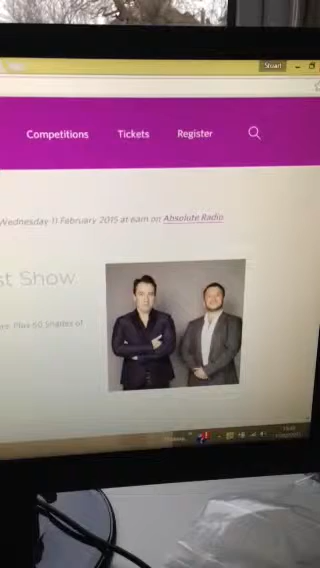 Stuart
Competitions Tickets Register
Wednesday 11 February 2015 at 6am on Absolute Radio
st Show
Plus 50 Shades of